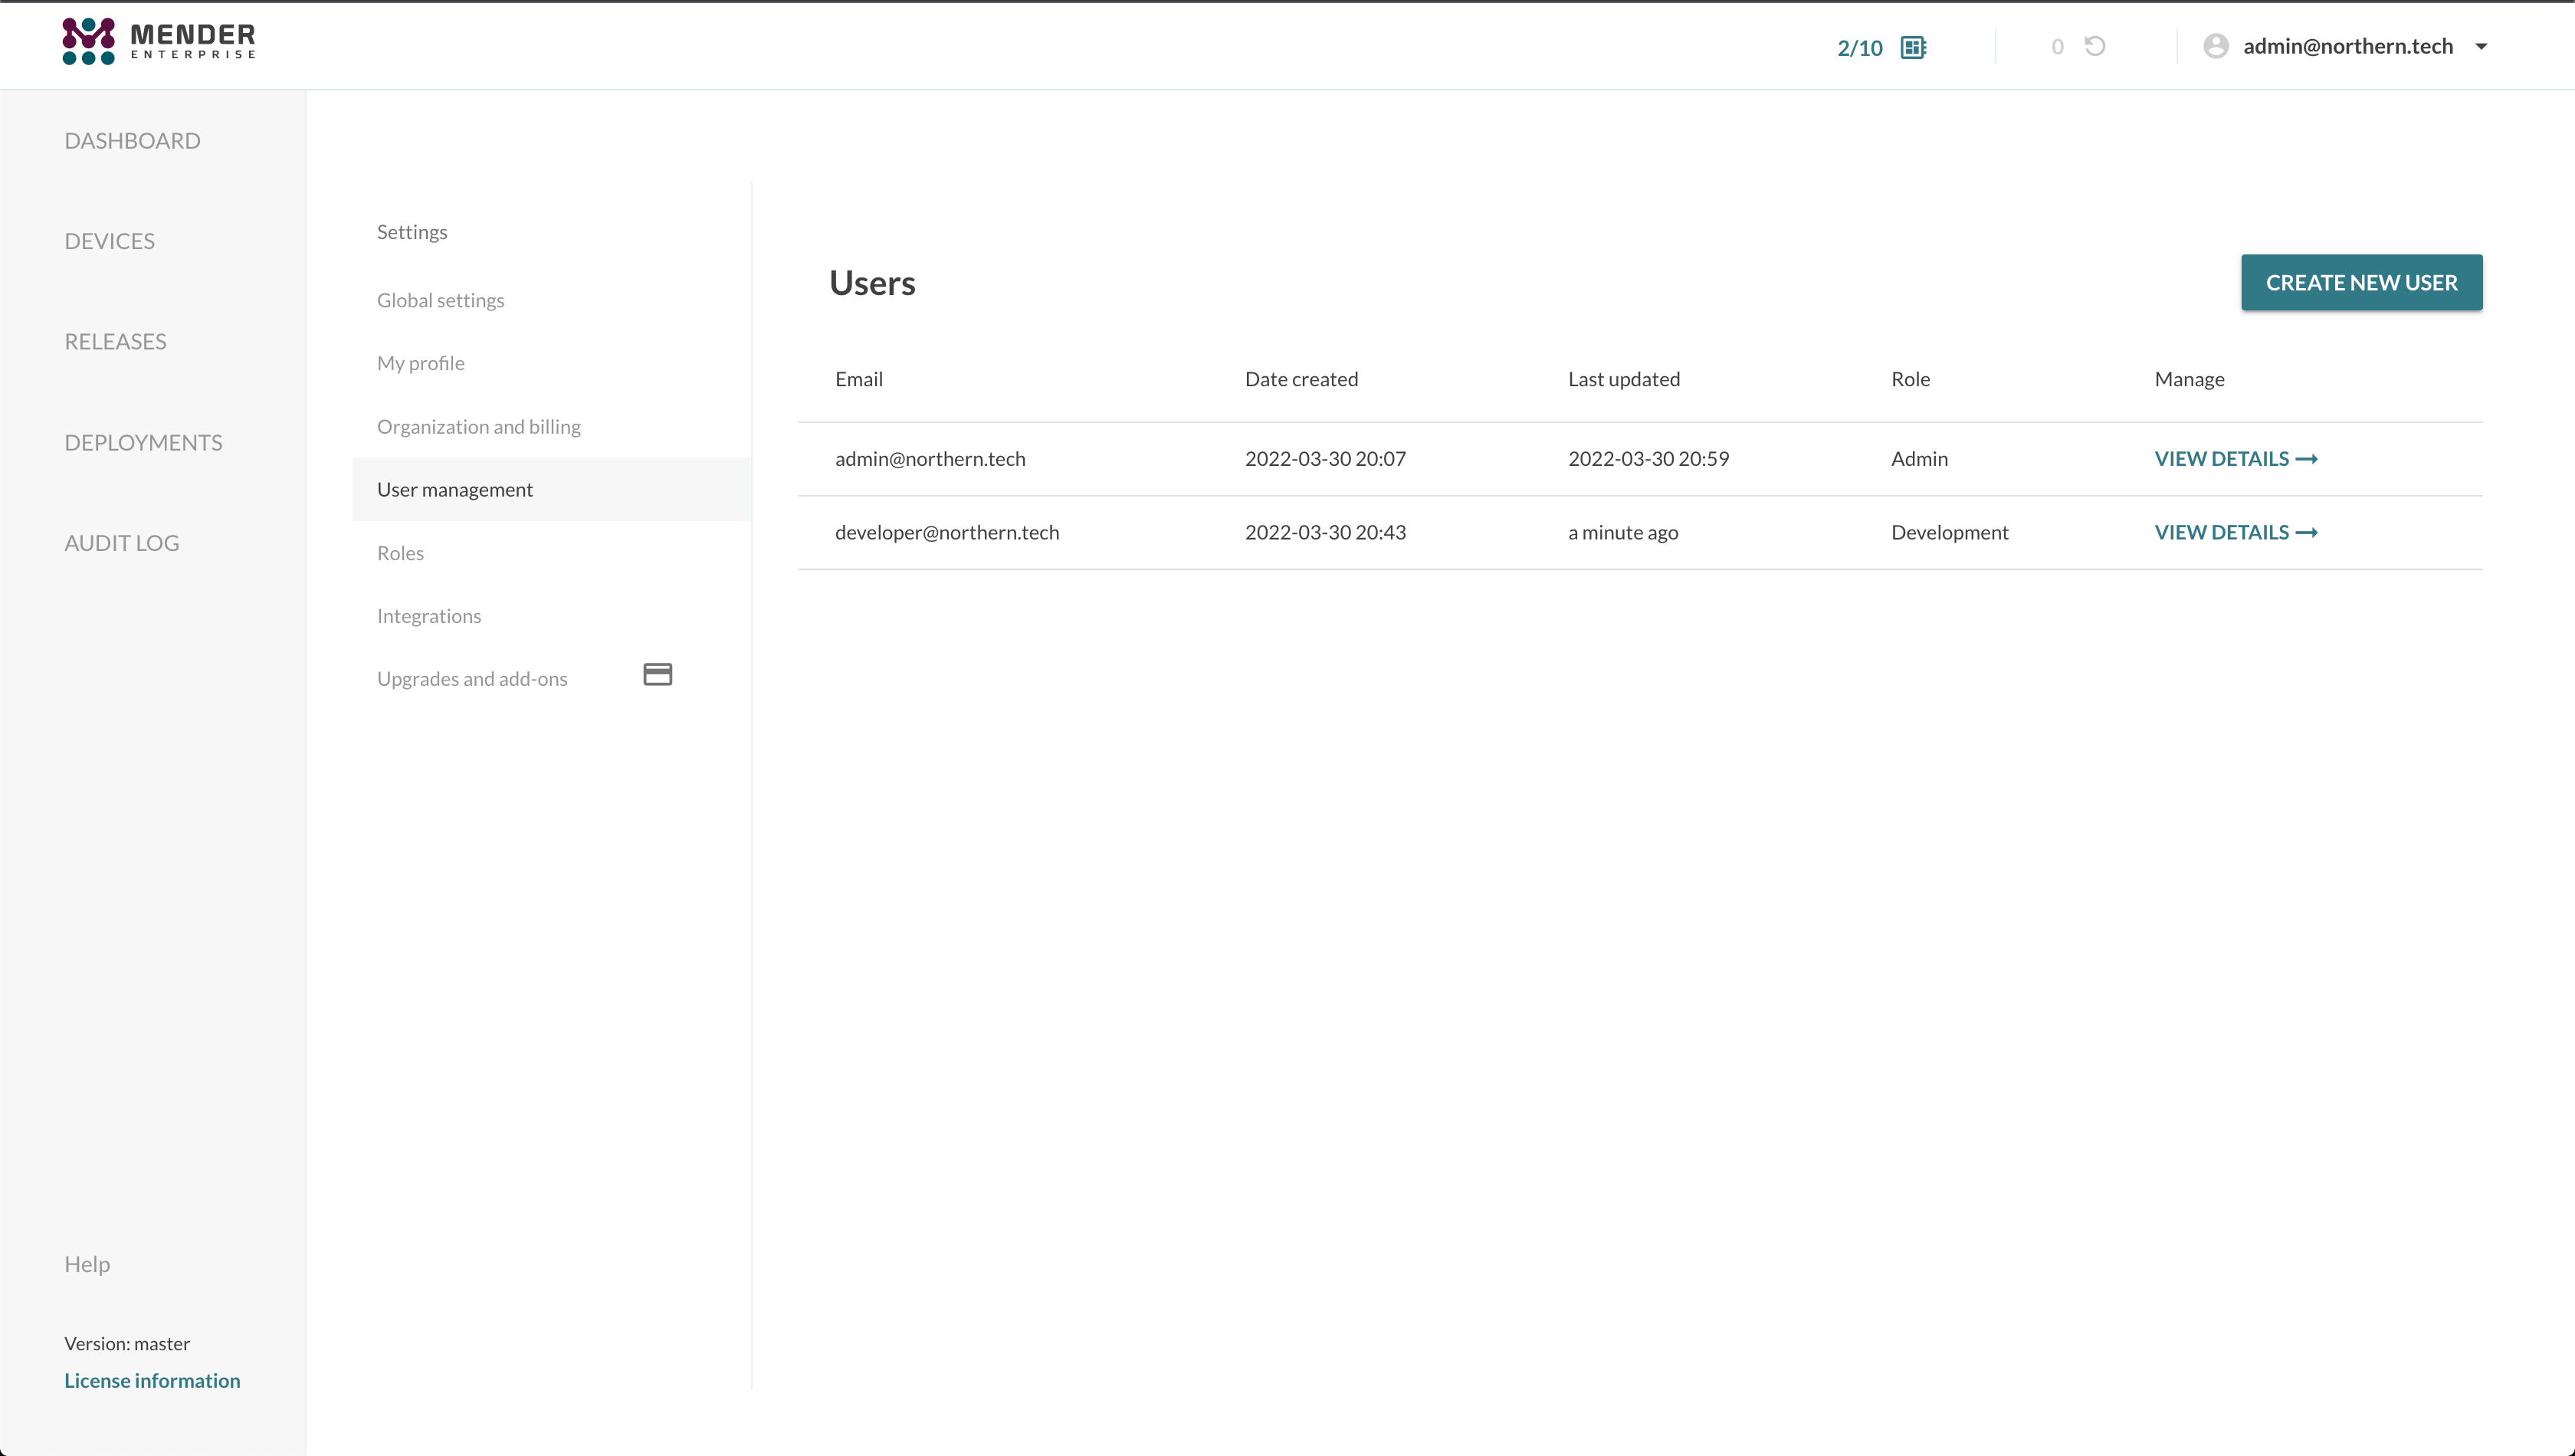 MENDER
ENTERPRISE
2/10
0
admin@northern.tech
DASHBOARD
DEVICES
RELEASES
DEPLOYMENTS
AUDIT LOG
Help
Version: master
License information
Settings
Global settings
My profile
Organization and billing
User management
Roles
Integrations
Upgrades and add-ons
Users
CREATE NEW USER
Email Date created Last updated Role Manage
admin@northern.tech 2022-03-30 20:07 2022-03-30 20:59 Admin VIEW DETAILS
developer@northern.tech 2022-03-30 20:43 a minute ago Development VIEW DETAILS